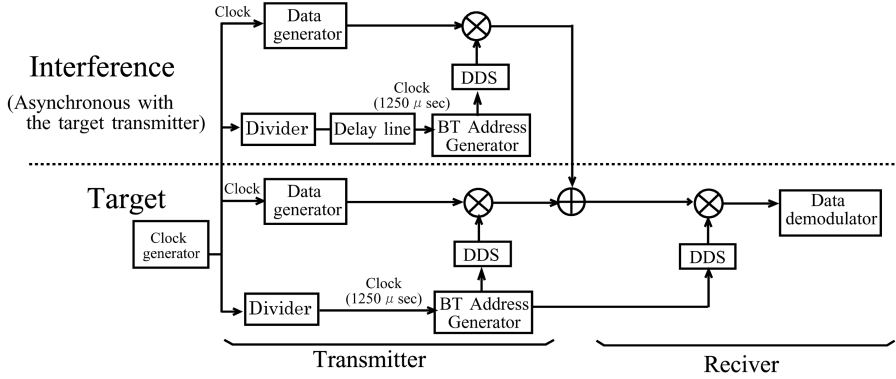 Clock
Data
generator
Interference
(Asynchronous with
the target transmitter)
DDS
Clock
(1250 μ sec)
Divider
Delay line
BT Address
Generator
Target
Clock
Data
generator
Data
demodulator
Clock
generator
DDS
DDS
Clock
(1250 μ sec)
Divider
BT Address
Generator
Transmitter
Reciver